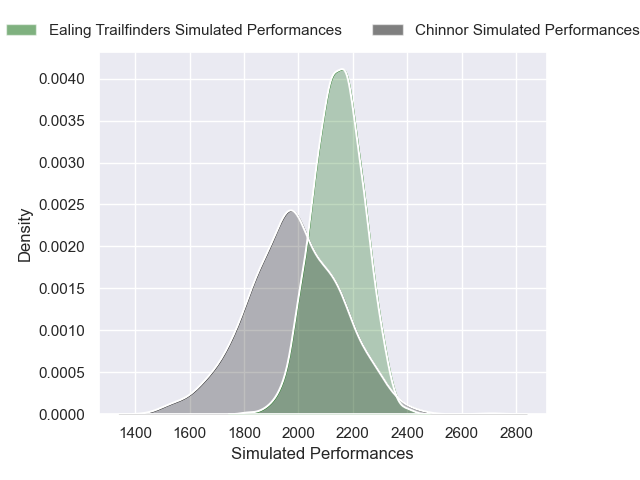 Ealing Trailfinders Simulated Performances
Chinnor Simulated Performances
0.0040
0.0035
0.0030
0.0025
0.0020
0.0015
0.0010
0.0005
0.0000
Density
1400 1600 1800 2000 2200 2400 2600 2800
Simulated Performances